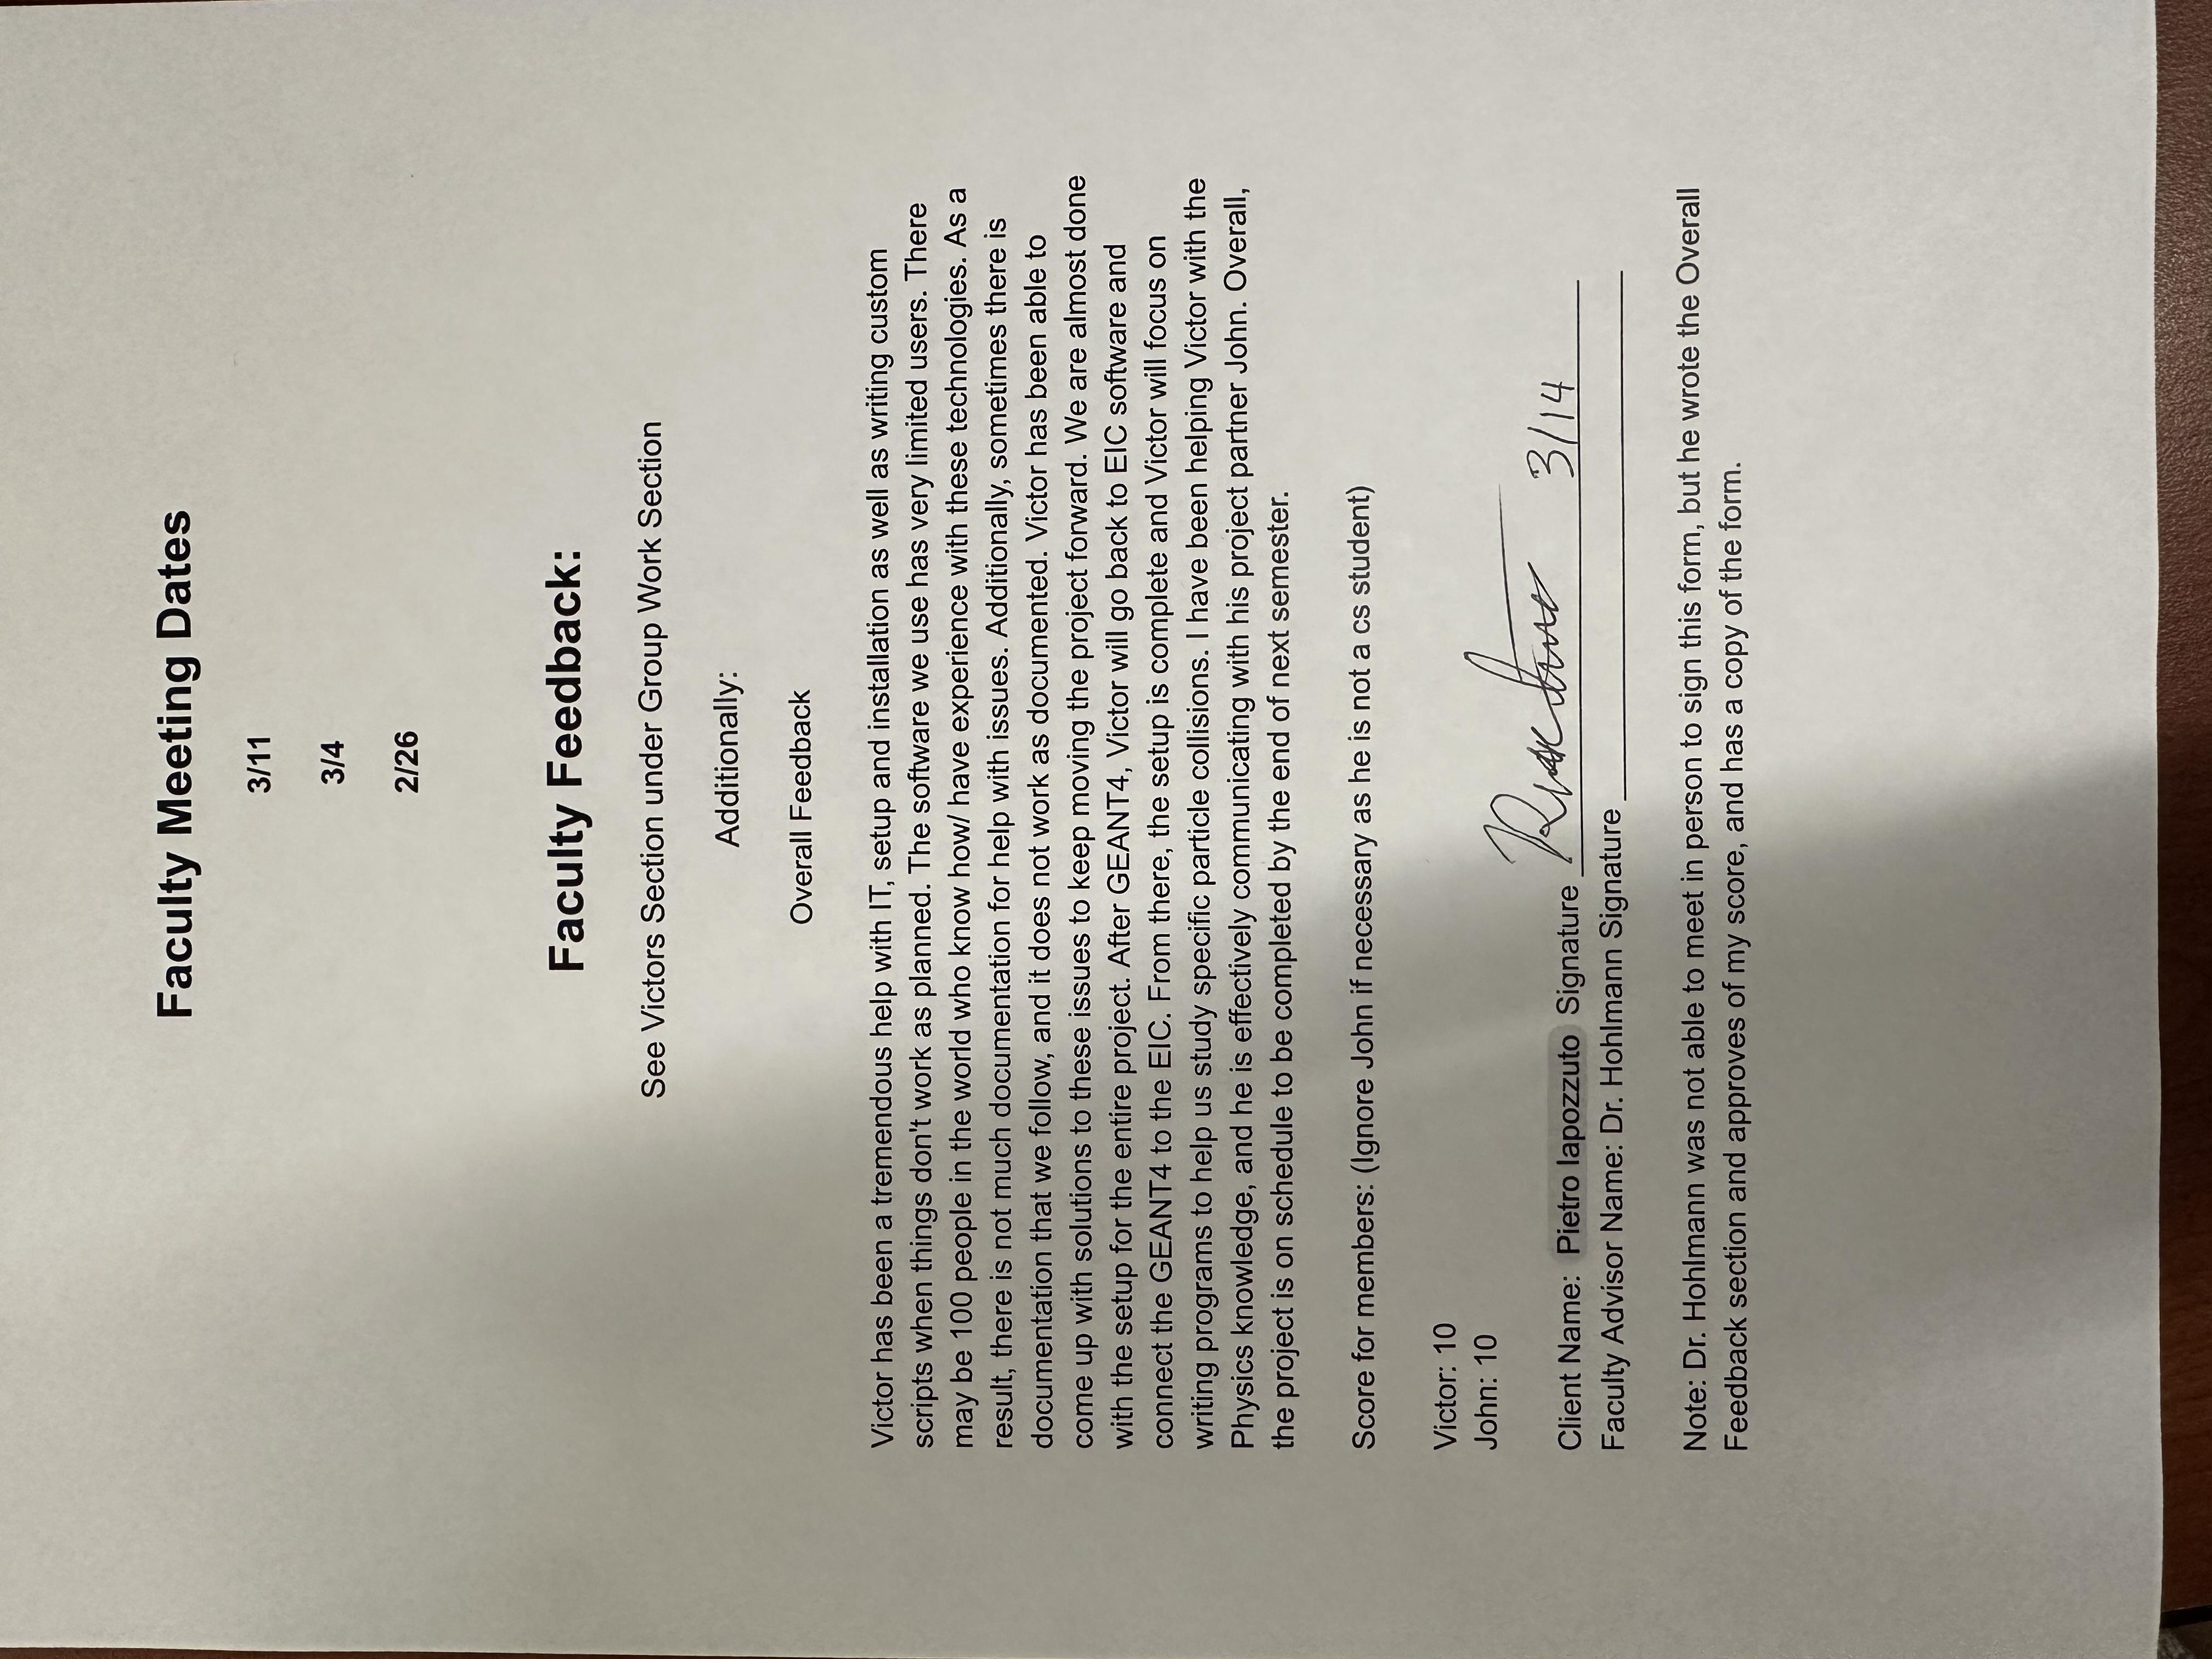 Faculty Meeting Dates
3/11
3/4
2/26
Faculty Feedback:
See Victors Section under Group Work Section
Additionally:
Overall Feedback
Victor has been a tremendous help with IT, setup and installation as well as writing custom
scripts when things don't work as planned. The software we use has very limited users. There
may be 100 people in the world who know how/ have experience with these technologies. As a
result, there is not much documentation for help with issues. Additionally, sometimes there is
documentation that we follow, and it does not work as documented. Victor has been able to
come up with solutions to these issues to keep moving the project forward. We are almost done
with the setup for the entire project. After GEANT4, Victor will go back to EIC software and
connect the GEANT4 to the EIC. From there, the setup is complete and Victor will focus on
writing programs to help us study specific particle collisions. I have been helping Victor with the
Physics knowledge, and he is effectively communicating with his project partner John. Overall,
the project is on schedule to be completed by the end of next semester.
Score for members: (Ignore John if necessary as he is not a cs student)
Victor: 10
John: 10
Client Name: Pietro Iapozzuto Signature 3/14
Faculty Advisor Name: Dr. Hohlmann Signature
Note: Dr. Hohlmann was not able to meet in person to sign this form, but he wrote the Overall
Feedback section and approves of my score, and has a copy of the form.